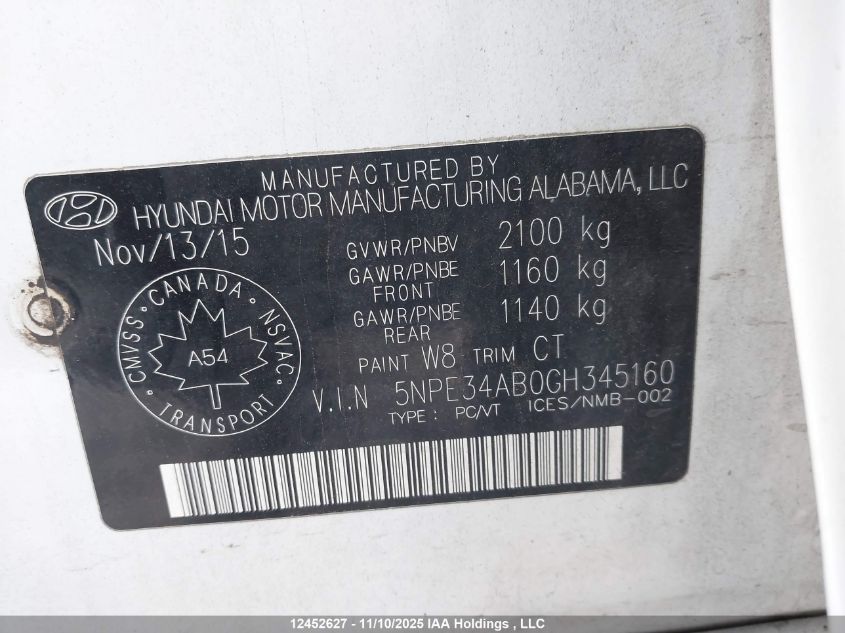 MANUFACTURED BY
HYUNDAI MOTOR MANUFACTURING ALABAMA, LLC
Nov/13/15
GVWR/PNBV 2100 kg
GAWR/PNBE FRONT 1160 kg
GAWR/PNBE REAR 1140 kg
PAINT W8 TRIM CT
V.I.N 5NPE34AB0GH345160
TYPE : PC/VT ICES/NMB-002
CMVSS · CANADA · NSVAC
A54
TRANSPORT
12452627 - 11/10/2025 IAA Holdings , LLC